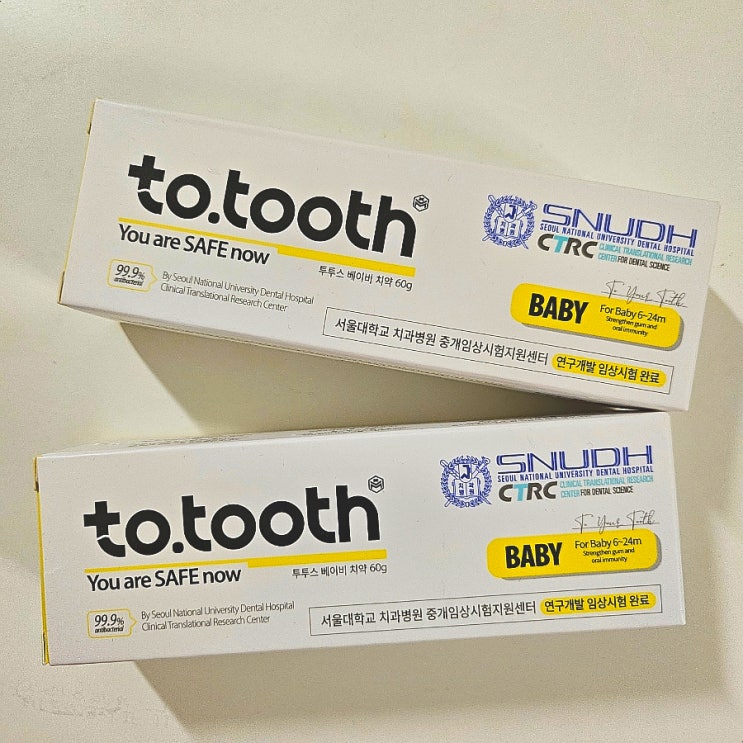 to.tooth
You are SAFE now
투투스 베이비 치약 60g
99.9%
antibacterial
By Seoul National University Dental Hospital
Clinical Translational Research Center
SNUDH
SEOUL NATIONAL UNIVERSITY DENTAL HOSPITAL
CTRC CLINICAL TRANSLATIONAL RESEARCH
CENTER FOR DENTAL SCIENCE
To Your Tooth
BABY
For Baby 6~24m
Strengthen gum and
oral immunity
서울대학교 치과병원 중개임상시험지원센터 연구개발 임상시험 완료
to.tooth
You are SAFE now
투투스 베이비 치약 60g
99.9%
antibacterial
By Seoul National University Dental Hospital
Clinical Translational Research Center
SNUDH
SEOUL NATIONAL UNIVERSITY DENTAL HOSPITAL
CTRC CLINICAL TRANSLATIONAL RESEARCH
CENTER FOR DENTAL SCIENCE
To Your Tooth
BABY
For Baby 6~24m
Strengthen gum and
oral immunity
서울대학교 치과병원 중개임상시험지원센터 연구개발 임상시험 완료